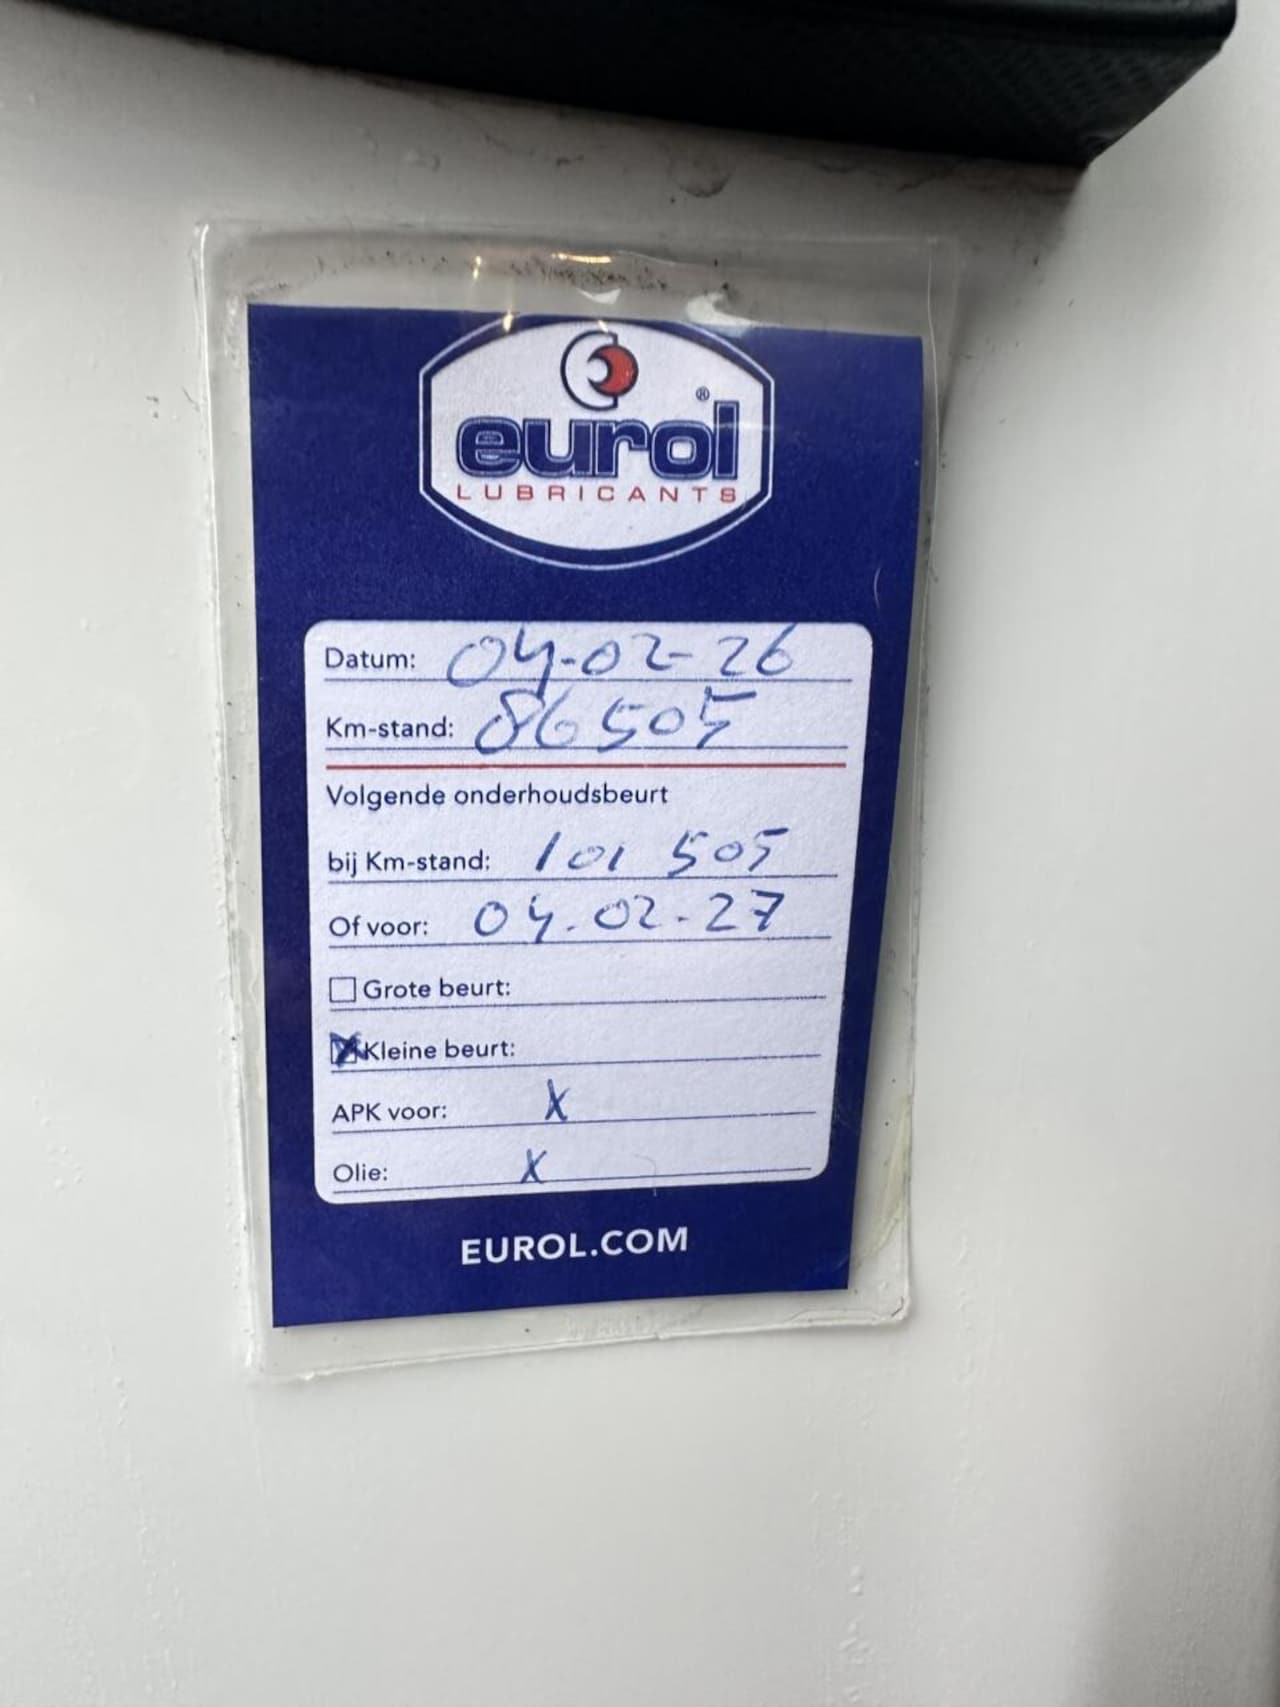 eurol®
LUBRICANTS
Datum: 04-02-26
Km-stand: 86505
Volgende onderhoudsbeurt
bij Km-stand: 101 505
Of voor: 04.02-27
Grote beurt:
X Kleine beurt:
APK voor: X
Olie: X
EUROL.COM